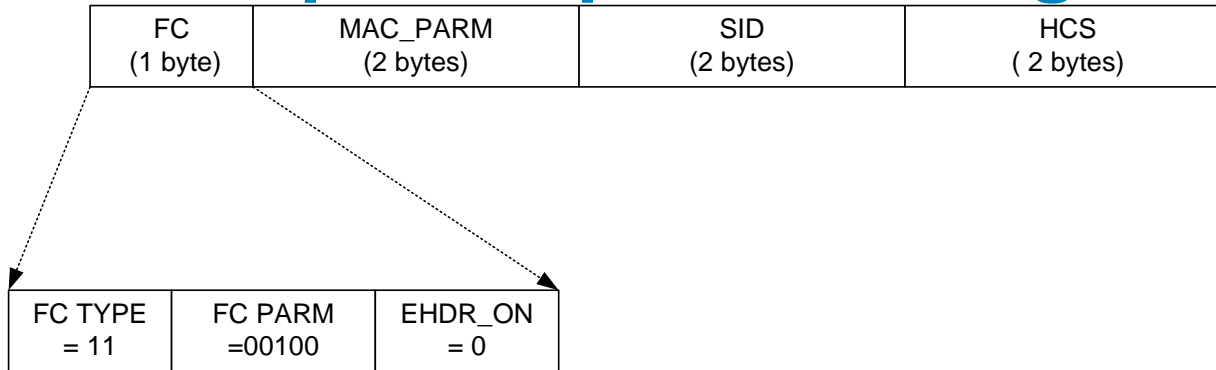 FC
(1 byte)
MAC_PARM
(2 bytes)
SID
(2 bytes)
HCS
( 2 bytes)
FC TYPE
= 11
FC PARM
=00100
EHDR_ON
= 0